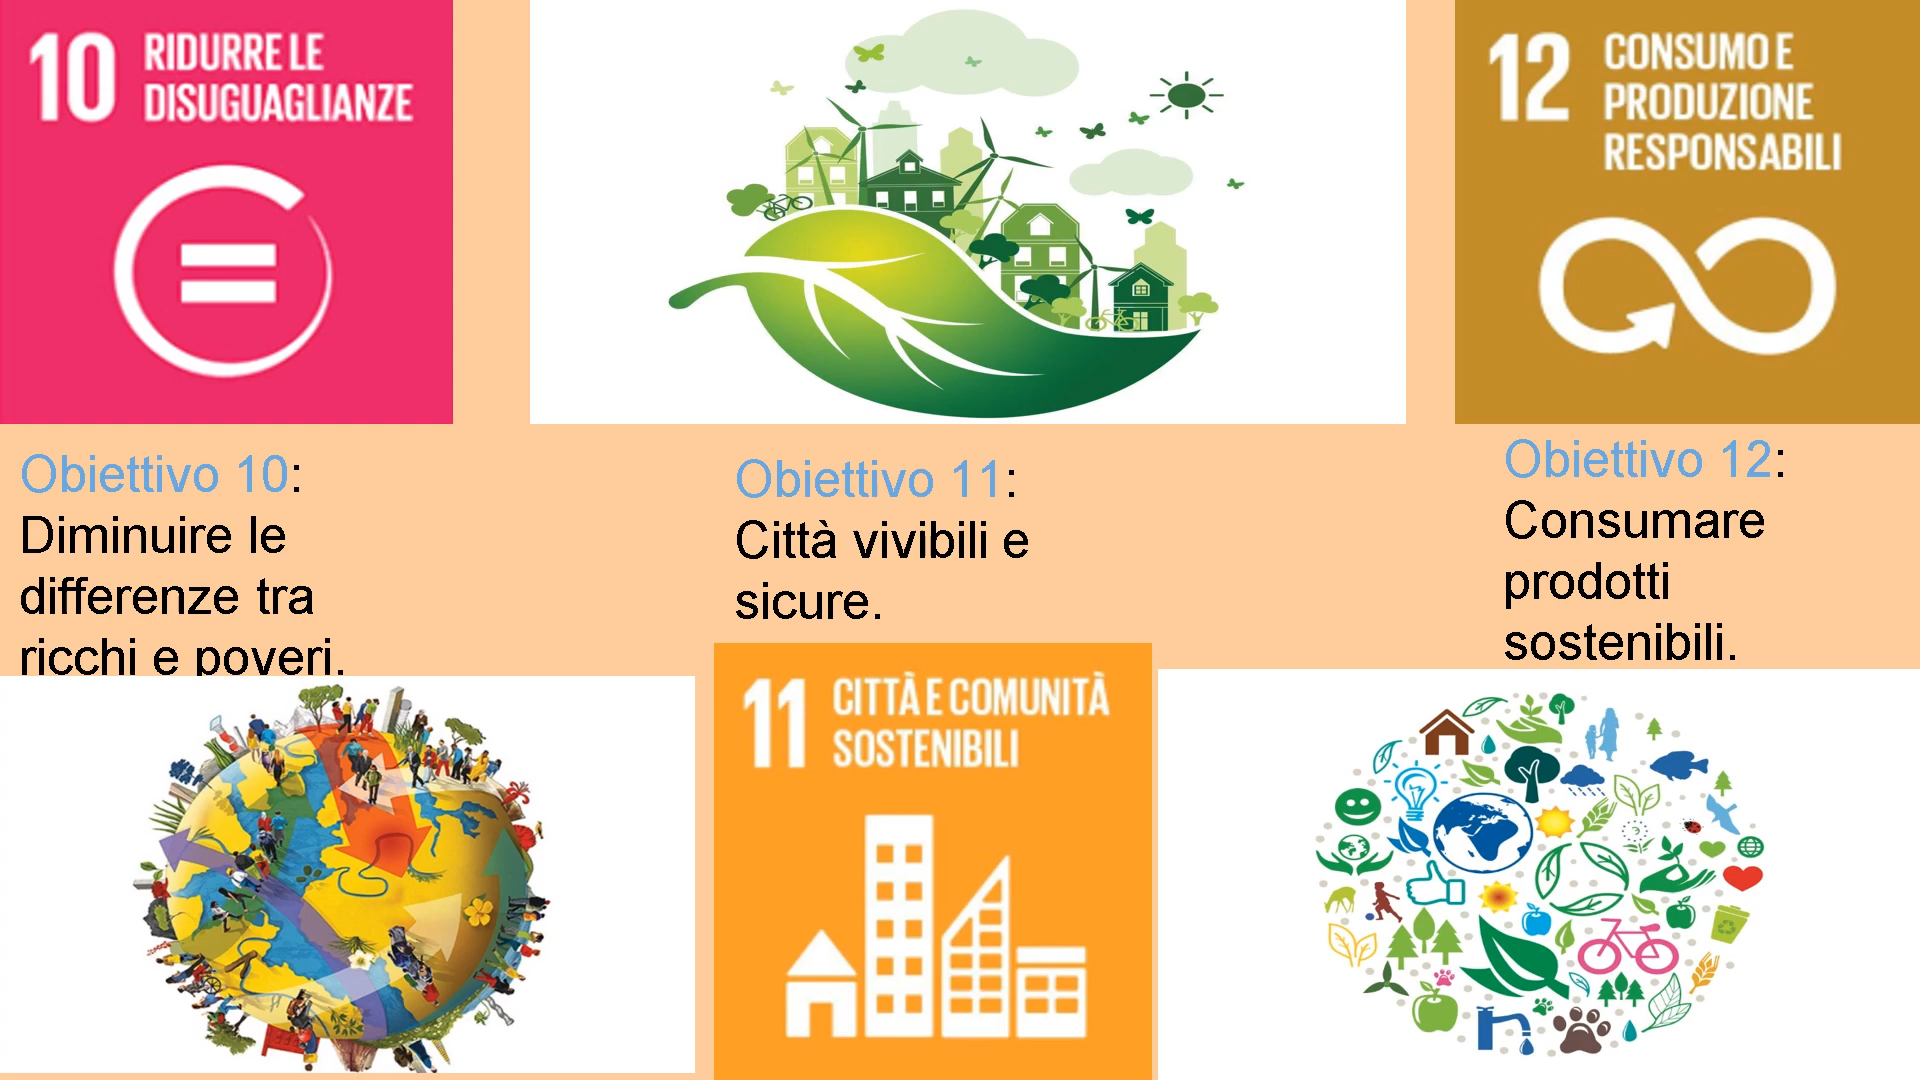 10 RIDURRE LE
DISUGUAGLIANZE
Obiettivo 10:
Diminuire le
differenze tra
ricchi e poveri.
Obiettivo 11:
Città vivibili e
sicure.
11 CITTÀ E COMUNITÀ
SOSTENIBILI
12 CONSUMO E
PRODUZIONE
RESPONSABILI
Obiettivo 12:
Consumare
prodotti
sostenibili.